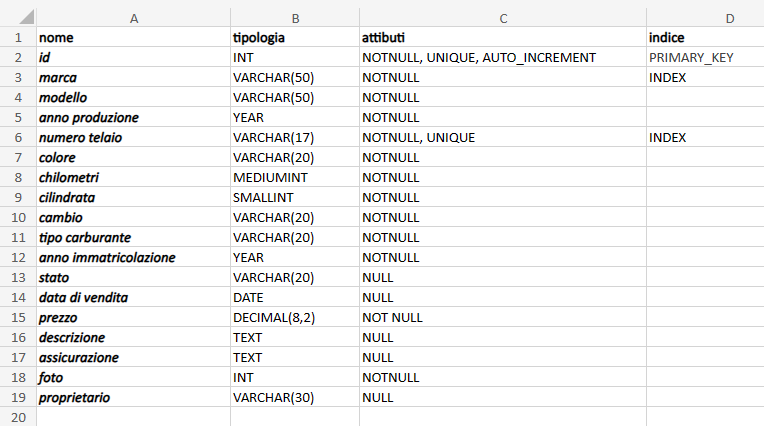 A B C D
1 nome tipologia attibuti indice
2 id INT NOTNULL, UNIQUE, AUTO_INCREMENT PRIMARY_KEY
3 marca VARCHAR(50) NOTNULL INDEX
4 modello VARCHAR(50) NOTNULL
5 anno produzione YEAR NOTNULL
6 numero telaio VARCHAR(17) NOTNULL, UNIQUE INDEX
7 colore VARCHAR(20) NOTNULL
8 chilometri MEDIUMINT NOTNULL
9 cilindrata SMALLINT NOTNULL
10 cambio VARCHAR(20) NOTNULL
11 tipo carburante VARCHAR(20) NOTNULL
12 anno immatricolazione YEAR NOTNULL
13 stato VARCHAR(20) NULL
14 data di vendita DATE NULL
15 prezzo DECIMAL(8,2) NOT NULL
16 descrizione TEXT NULL
17 assicurazione TEXT NULL
18 foto INT NOTNULL
19 proprietario VARCHAR(30) NULL
20